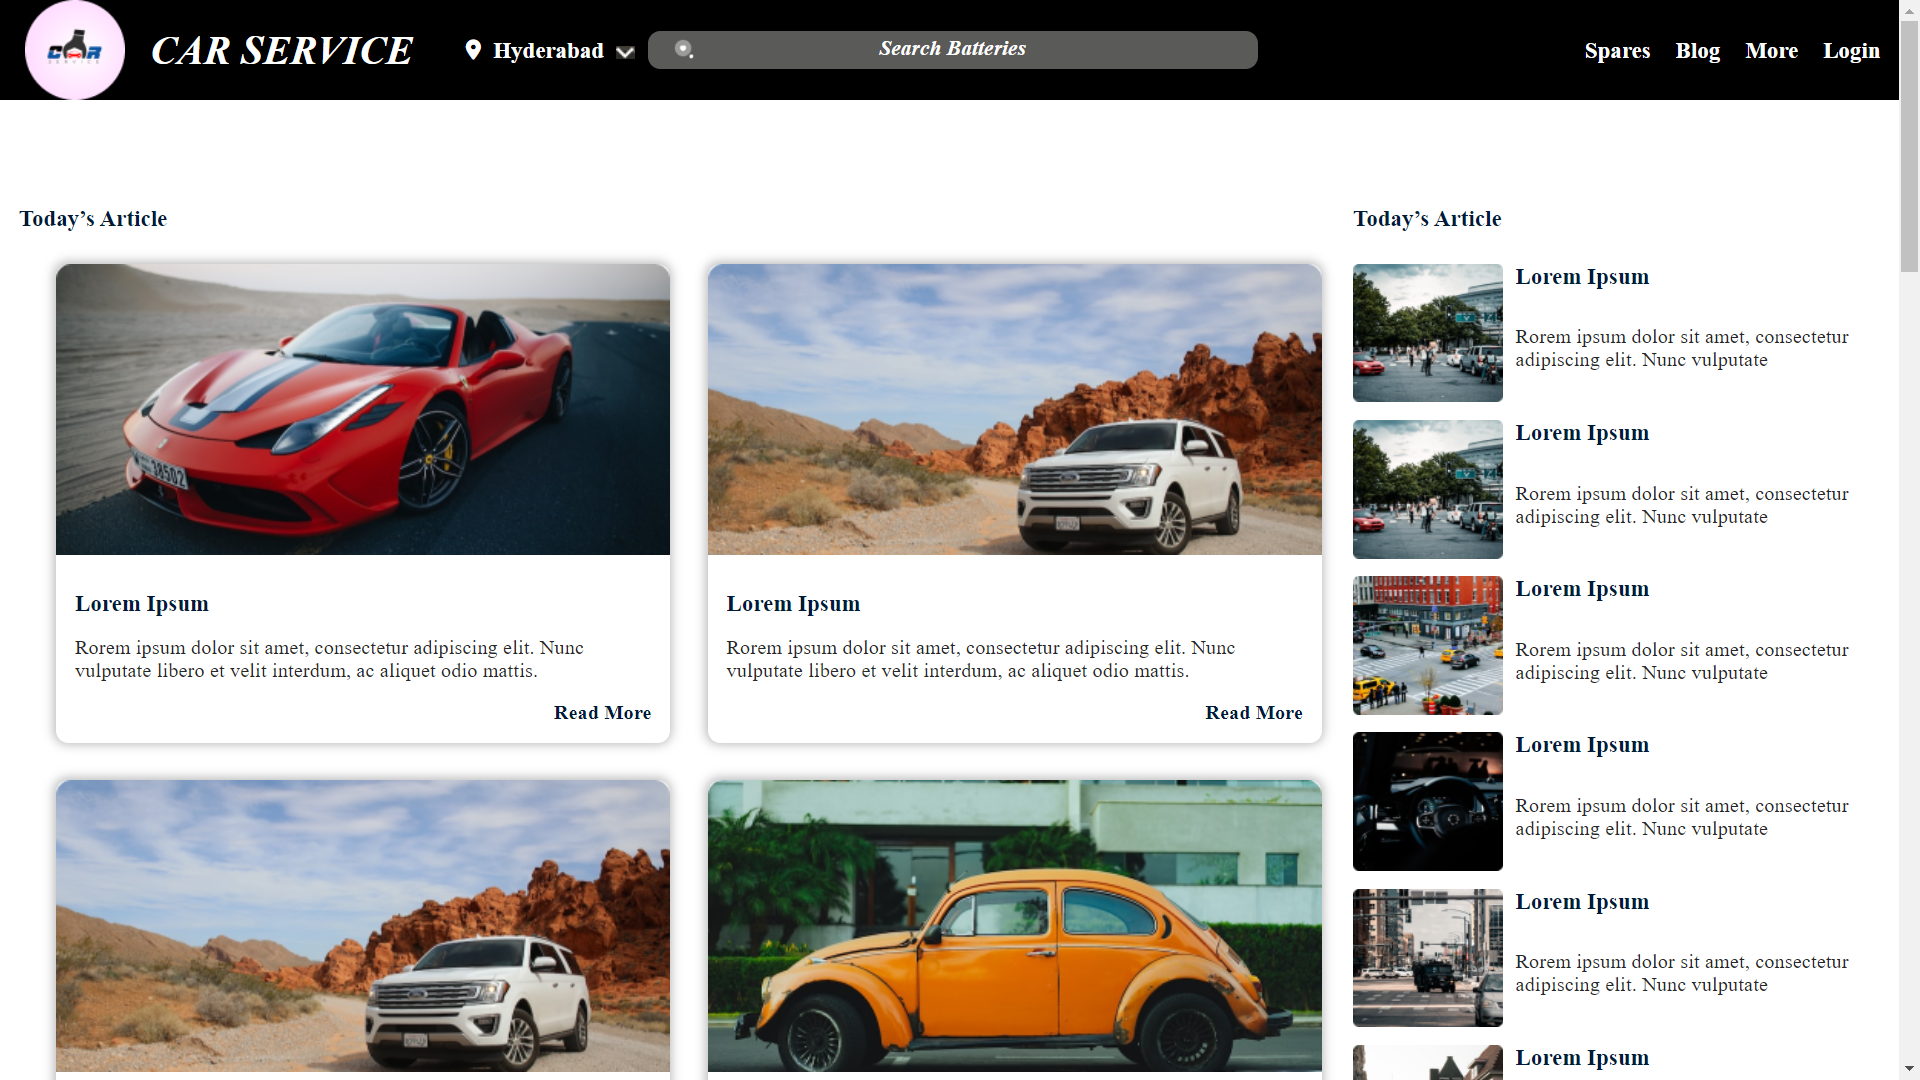 CAR
SERVICE
CAR SERVICE
Hyderabad
Search Batteries
Spares
Blog
More
Login
Today’s Article
38502
Lorem Ipsum
Rorem ipsum dolor sit amet, consectetur adipiscing elit. Nunc
vulputate libero et velit interdum, ac aliquet odio mattis.
Read More
Lorem Ipsum
Rorem ipsum dolor sit amet, consectetur adipiscing elit. Nunc
vulputate libero et velit interdum, ac aliquet odio mattis.
Read More
Today’s Article
Lorem Ipsum
Rorem ipsum dolor sit amet, consectetur
adipiscing elit. Nunc vulputate
Lorem Ipsum
Rorem ipsum dolor sit amet, consectetur
adipiscing elit. Nunc vulputate
Lorem Ipsum
Rorem ipsum dolor sit amet, consectetur
adipiscing elit. Nunc vulputate
Lorem Ipsum
Rorem ipsum dolor sit amet, consectetur
adipiscing elit. Nunc vulputate
Lorem Ipsum
Rorem ipsum dolor sit amet, consectetur
adipiscing elit. Nunc vulputate
Lorem Ipsum